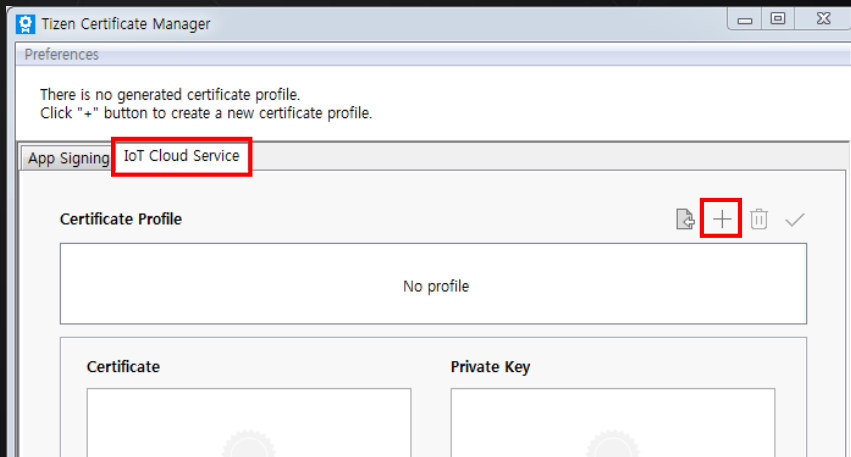 Tizen Certificate Manager
Preferences
There is no generated certificate profile.
Click "+" button to create a new certificate profile.
App Signing IoT Cloud Service
Certificate Profile
No profile
Certificate Private Key